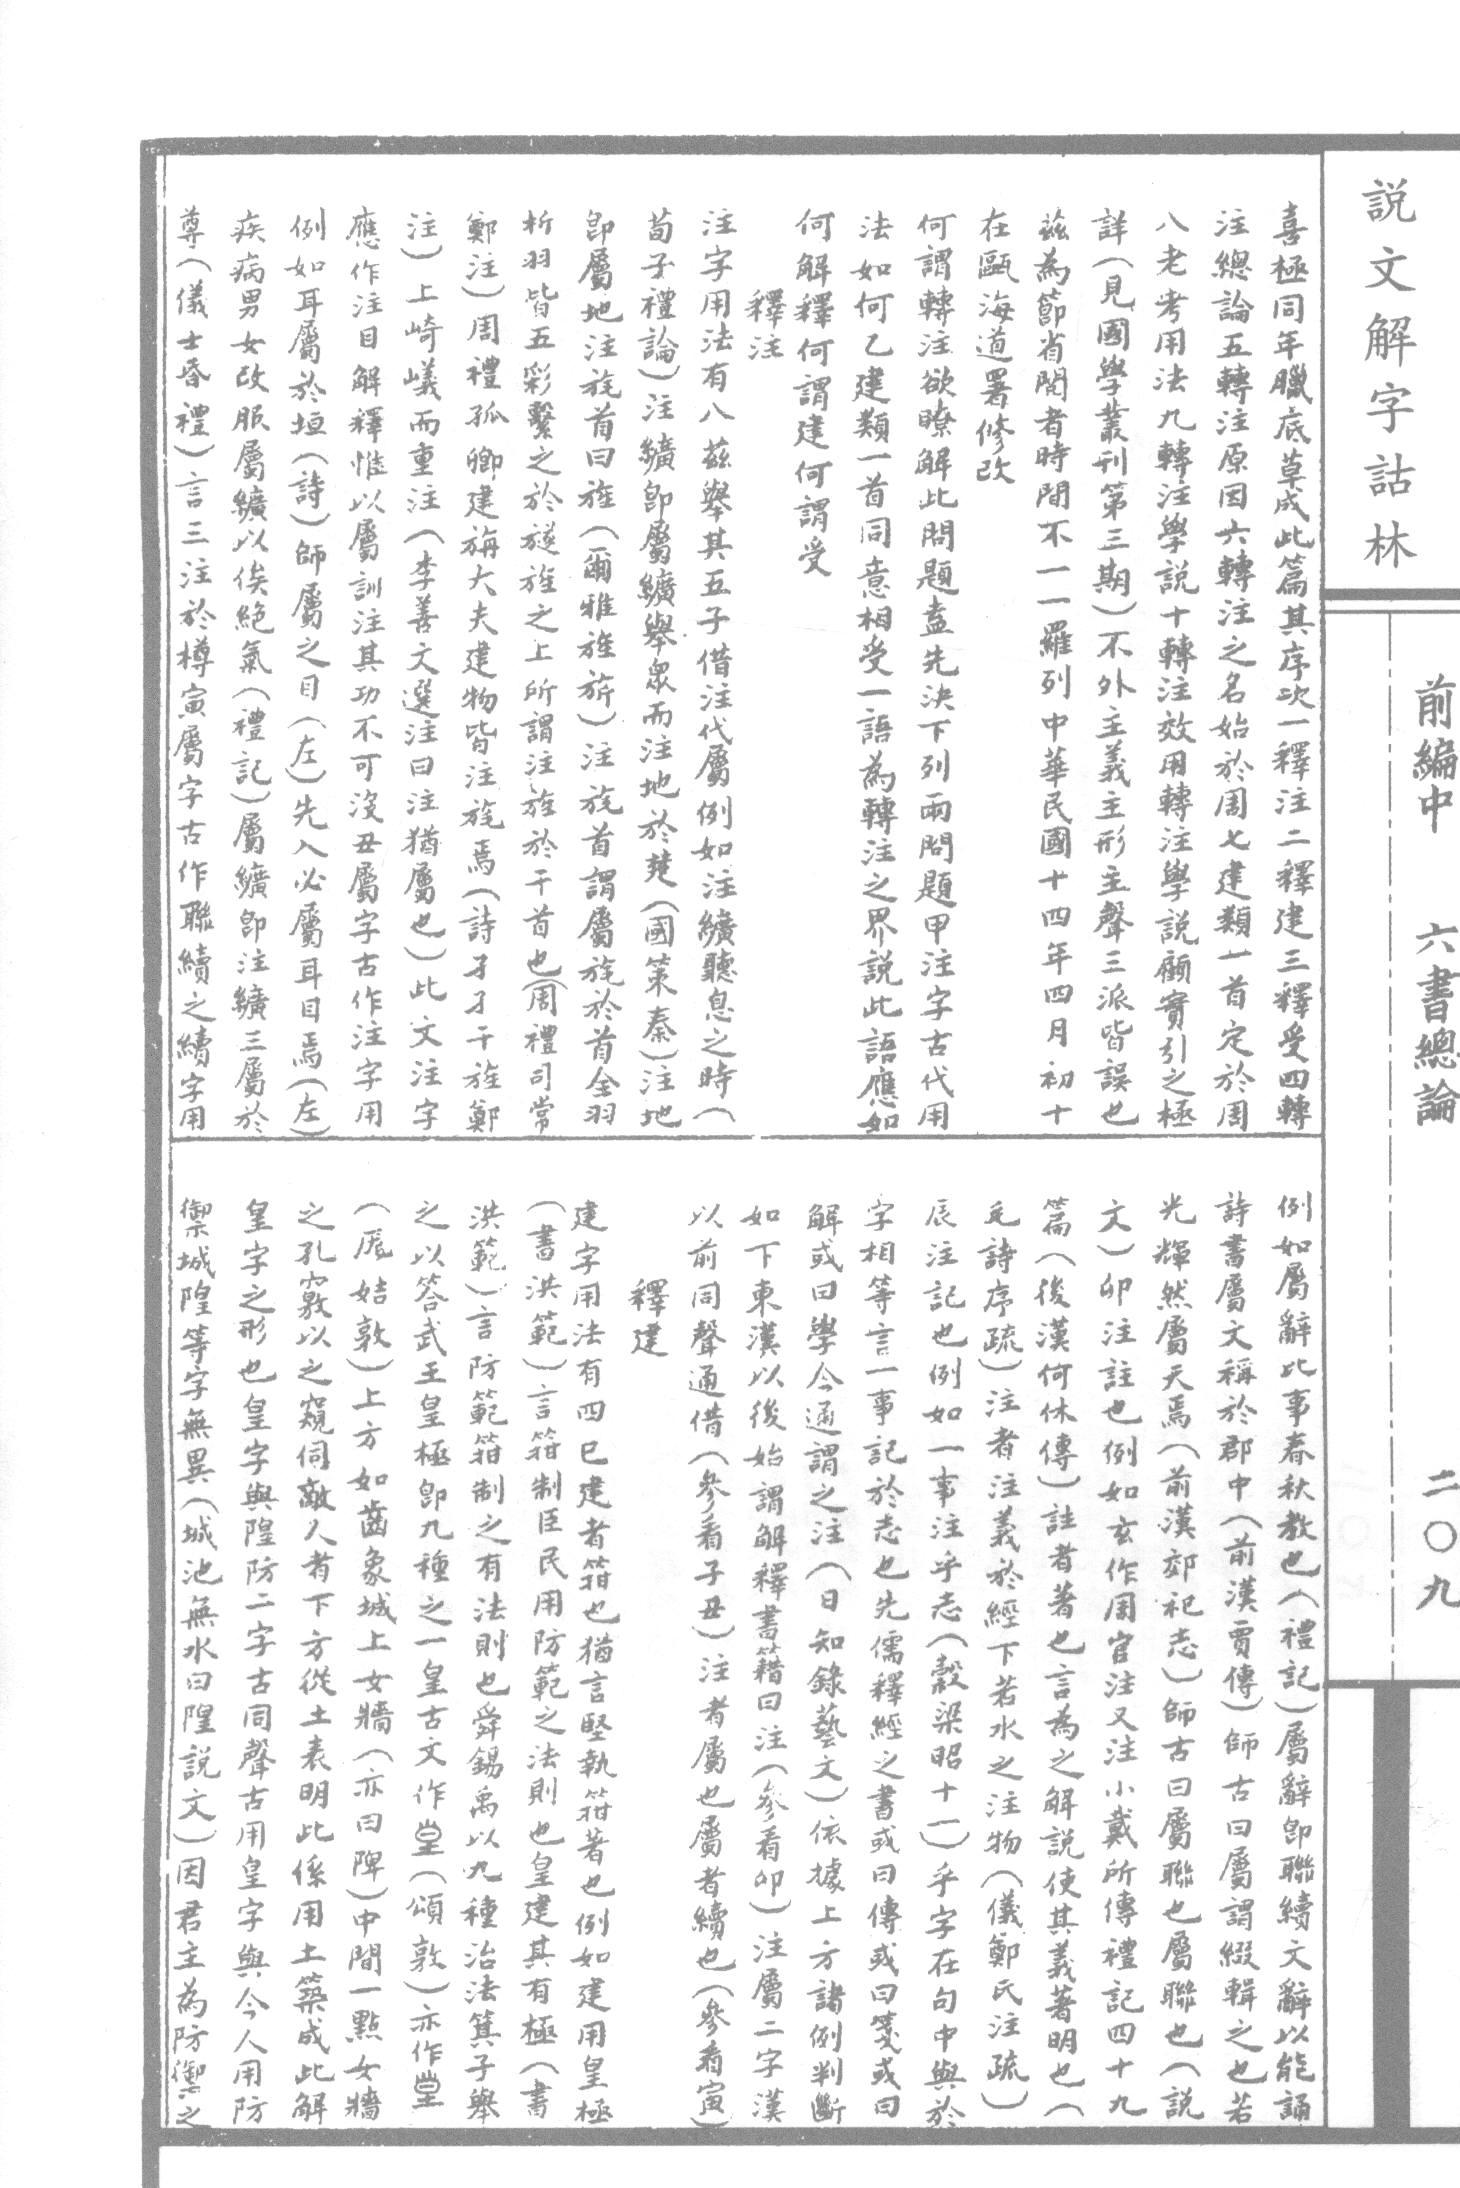 説文解字詁林
前編中　六書總論　二〇九
喜極同年臘底草成此篇其序次一釋注二釋建三釋受四轉
注總論五轉注原因六轉注之名始於周七建類一首定於周
八老考用法九轉注學説十轉注效用轉注學説顧實引之極
詳（見國學叢刊第三期）不外主義主形主聲三派皆誤也
茲為節省閲者時間不一一羅列中華民國十四年四月初十
在甌海道署修改
何謂轉注欲瞭解此問題盍先決下列兩問題甲注字古代用
法如何乙建類一首同意相受一語為轉注之界説此語應如
何解釋何謂建何謂受
釋注
注字用法有八茲舉其五子借注代屬例如注纊聽息之時（
荀子禮論）注纊卽屬纊舉眾而注地於楚（國策秦）注地
卽屬地注旄首曰旌（爾雅旌旂）注旄首謂屬旄於首全羽
析羽皆五彩繫之於旞旌之上所謂注旌於干首也（周禮司常
鄭注）周禮孤卿建旃大夫建物皆注旄焉（詩孑孑干旄鄭
注）上崎嶬而重注（李善文選注曰注猶屬也）此文注字
應作注目解釋惟以屬訓注其功不可沒丑屬字古作注字用
例如耳屬於垣（詩）師屬之目（左）先入必屬耳目焉（左）
疾病男女改服屬纊以俟絕氣（禮記）屬纊卽注纊三屬於
尊（儀士昏禮）言三注於樽寅屬字古作聯續之續字用
例如屬辭比事春秋教也（禮記）屬辭卽聯續文辭以能誦
詩書屬文稱於郡中（前漢賈傳）師古曰屬謂綴輯之也若
光輝然屬天焉（前漢郊祀志）師古曰屬聯也屬聯也（説
文）卯注註也例如玄作周官注又注小戴所傳禮記四十九
篇（後漢何休傳）註者著也言為之解説使其義著明也（
毛詩序疏）注者注義於經下若水之注物（儀鄭氏注疏）
辰注記也例如一事注乎志（穀梁昭十一）乎字在句中與於
字相等言一事記於志也先儒釋經之書或曰傳或曰箋或曰
解或曰學今通謂之注（日知錄藝文）依據上方諸例判斷
如下東漢以後始謂解釋書籍曰注（參看卯）注屬二字漢
以前同聲通借（參看子丑）注者屬也屬者續也（參看寅）
釋建
建字用法有四巳建者箝也猶言堅執箝著也例如建用皇極
（書洪範）言箝制臣民用防範之法則也皇建其有極（書
洪範）言防範箝制之有法則也舜錫禹以九種治法箕子舉
之以答武王皇極卽九種之一皇古文作（頌敦）亦作
（𠨘姞敦）上方如齒象城上女牆（亦曰陴）中間一點女牆
之孔竅以之窺伺敵人者下方從土表明此係用土築成此解
皇字之形也皇字與隍防二字古同聲古用皇字與今人用防
禦城隍等字無異（城池無水曰隍説文）因君主為防禦之